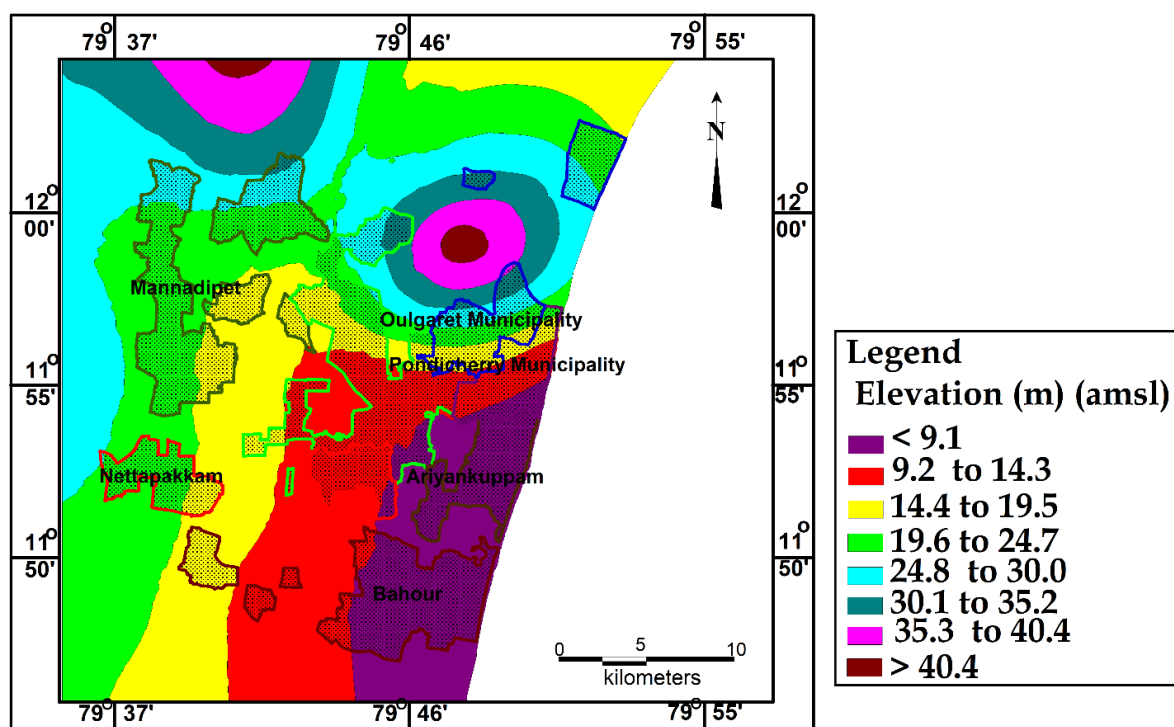 79° 37' 79° 46' 79° 55'
N
12° 00' 12° 00'
Mannadipet
Oulgaret Municipality
Pondicherry Municipality
11° 55' 11° 55'
Nettapakkam Ariyankuppam
11° 50' 11° 50'
Bahour
0 5 10
kilometers
79° 37' 79° 46' 79° 55'
Legend
Elevation (m) (amsl)
< 9.1
9.2 to 14.3
14.4 to 19.5
19.6 to 24.7
24.8 to 30.0
30.1 to 35.2
35.3 to 40.4
> 40.4